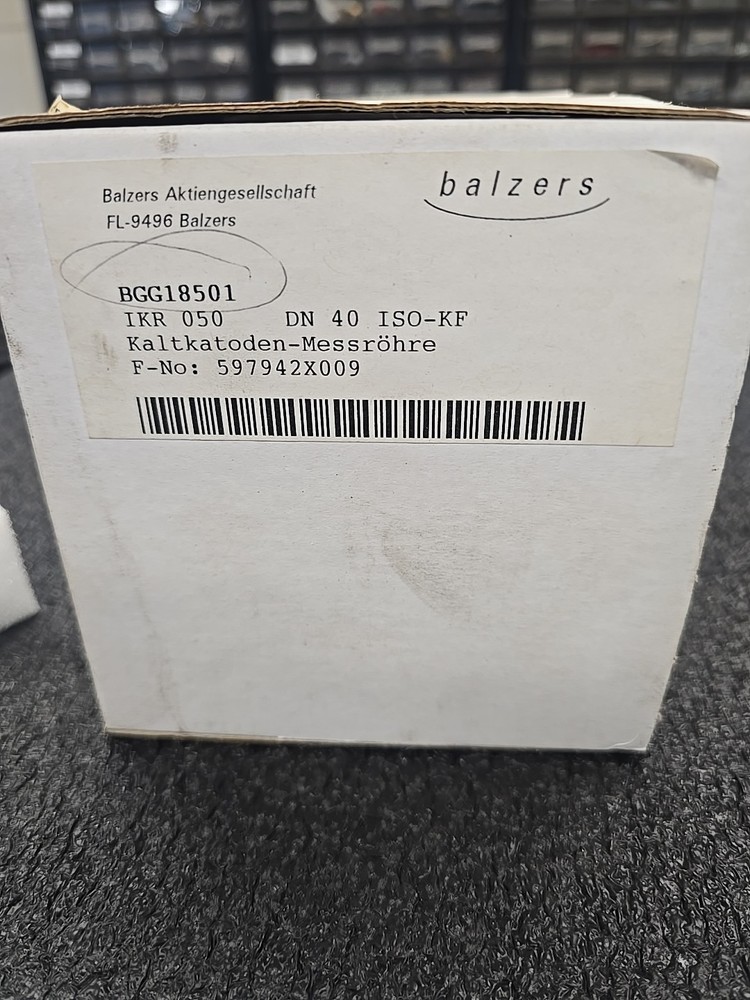 Balzers Aktiengesellschaft
FL-9496 Balzers
balzers
BGG18501
IKR 050 DN 40 ISO-KF
Kaltkatoden-Messröhre
F-No: 597942X009